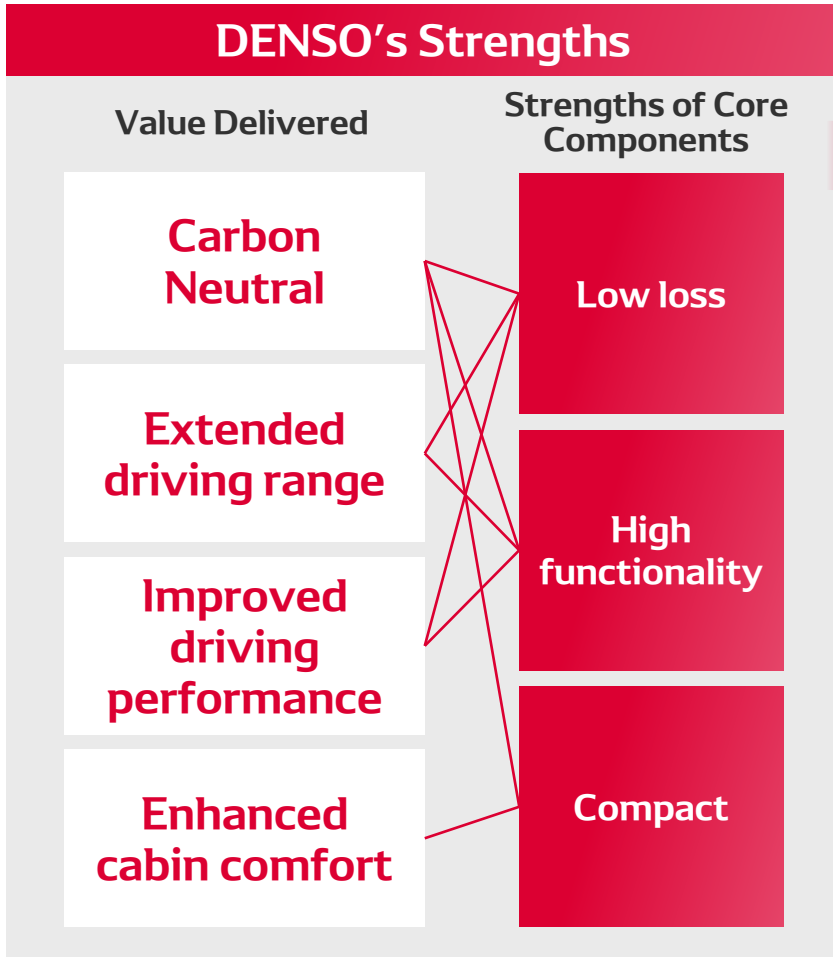 DENSO’s Strengths
Value Delivered
Strengths of Core
Components
Carbon
Neutral
Extended
driving range
Improved
driving
performance
Enhanced
cabin comfort
Low loss
High
functionality
Compact